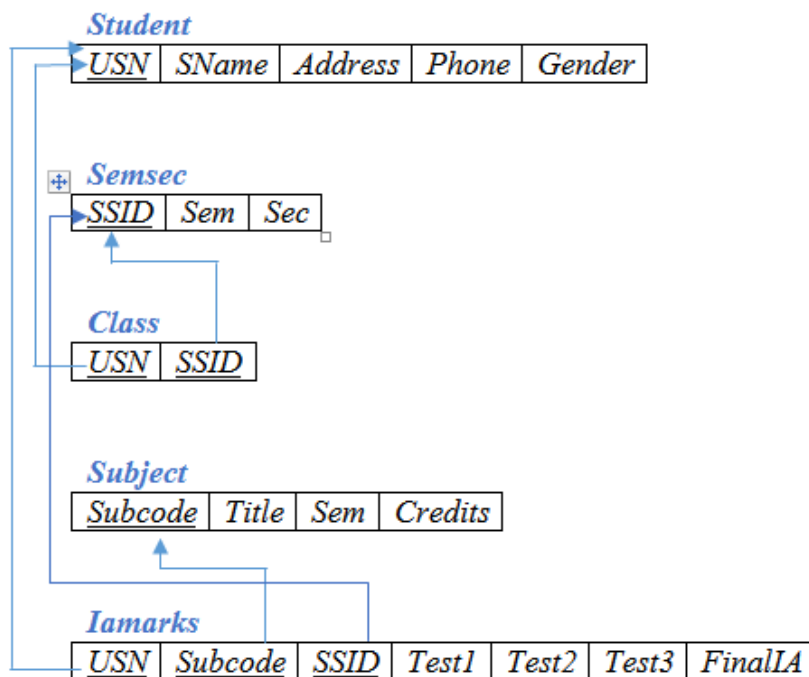 Student
USN SName Address Phone Gender
Semsec
SSID Sem Sec
Class
USN SSID
Subject
Subcode Title Sem Credits
Iamarks
USN Subcode SSID Test1 Test2 Test3 FinalIA